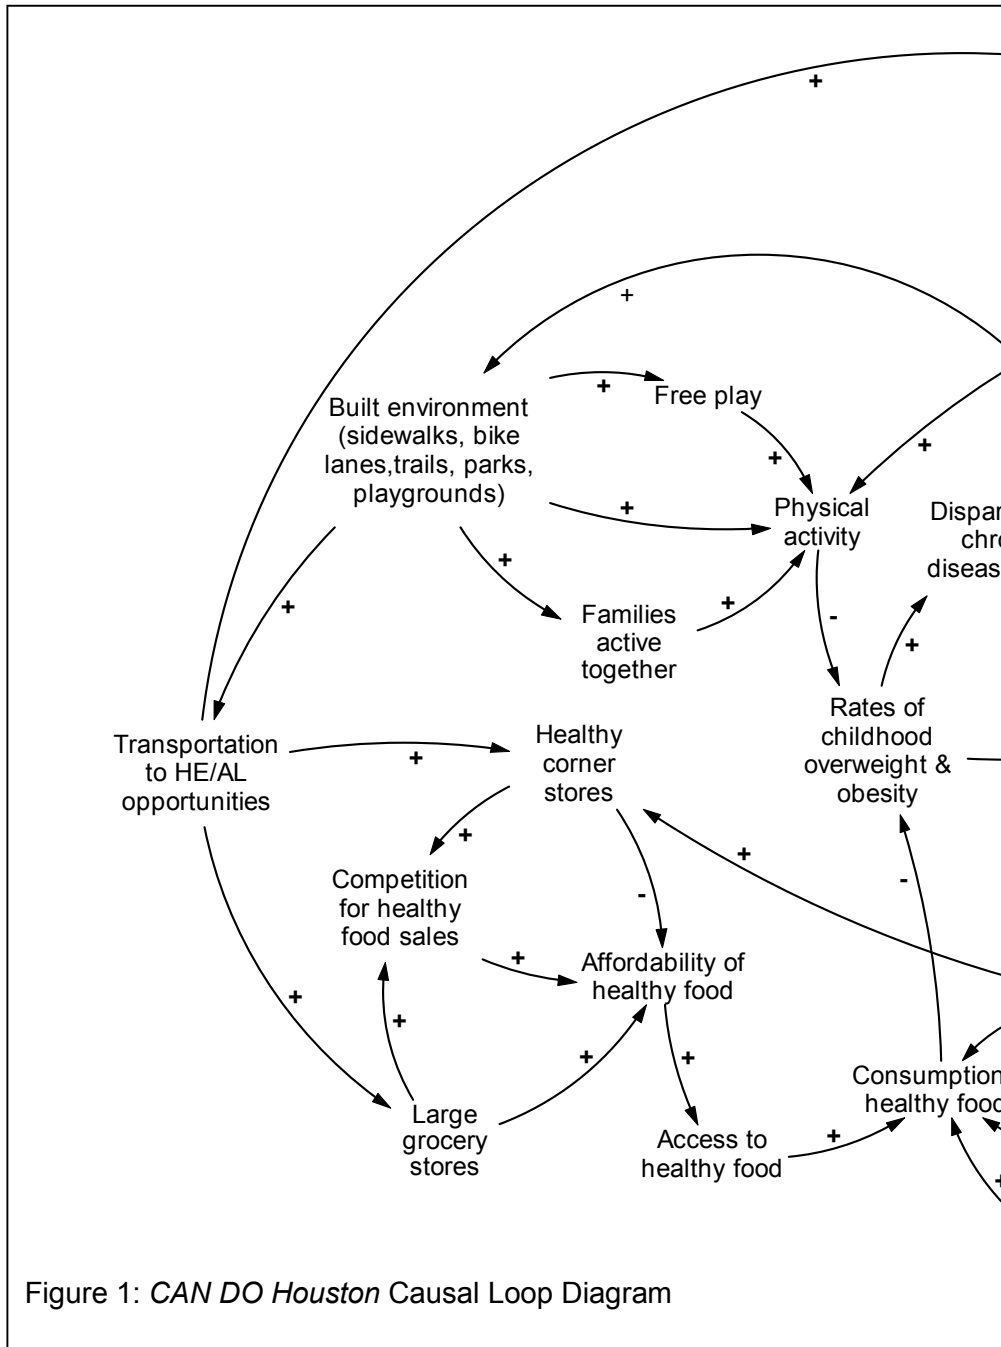 +
+
+
Free play
Built environment
(sidewalks, bike
lanes,trails, parks,
playgrounds)
+
+
+
Physical
activity
+
+
+
Families
active
together
-
+
Rates of
childhood
overweight &
obesity
Transportation
to HE/AL
opportunities
+
Healthy
corner
stores
+
+
-
-
Competition
for healthy
food sales
+
Affordability of
healthy food
+
+
+
+
Consumption
healthy
Large
grocery
stores
Access to
healthy food
+
+
Figure 1: CAN DO Houston Causal Loop Diagram